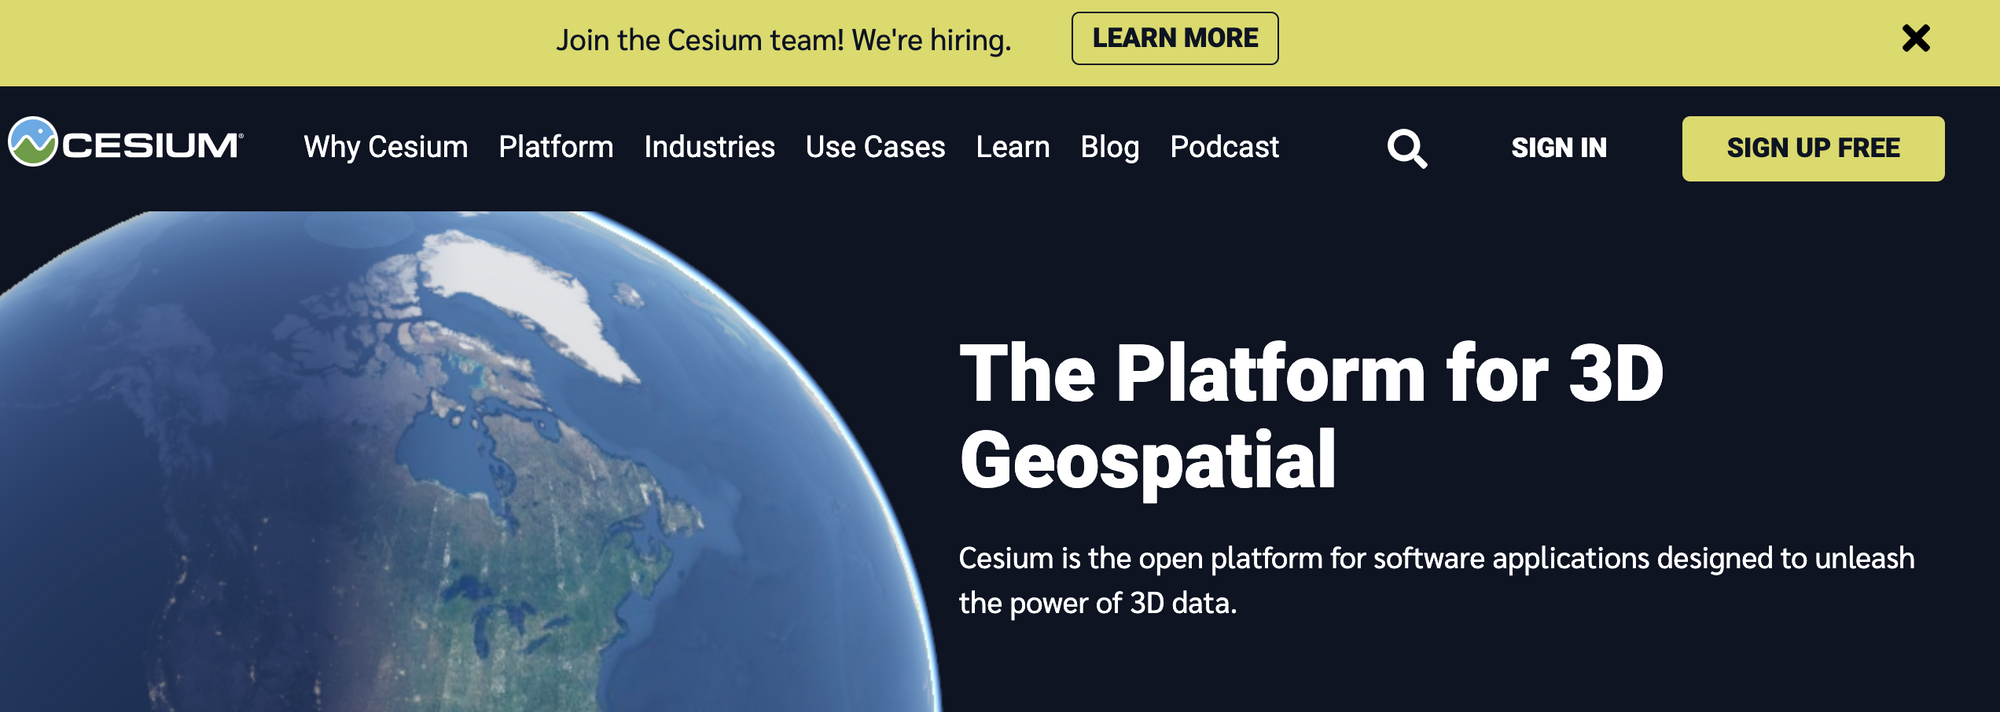 Join the Cesium team! We're hiring.
LEARN MORE
CESIUM®
Why Cesium
Platform
Industries
Use Cases
Learn
Blog
Podcast
SIGN IN
SIGN UP FREE
The Platform for 3D
Geospatial
Cesium is the open platform for software applications designed to unleash
the power of 3D data.